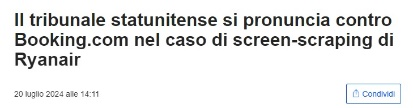 Il tribunale statunitense si pronuncia contro
Booking.com nel caso di screen-scraping di
Ryanair
20 luglio 2024 alle 14:11
Condividi